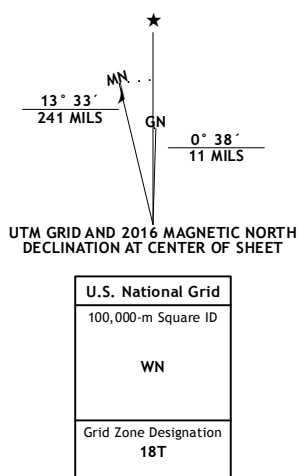 ★
MN
13° 33´
241 MILS
GN
0° 38´
11 MILS
UTM GRID AND 2016 MAGNETIC NORTH
DECLINATION AT CENTER OF SHEET
U.S. National Grid
100,000-m Square ID
WN
Grid Zone Designation
18T